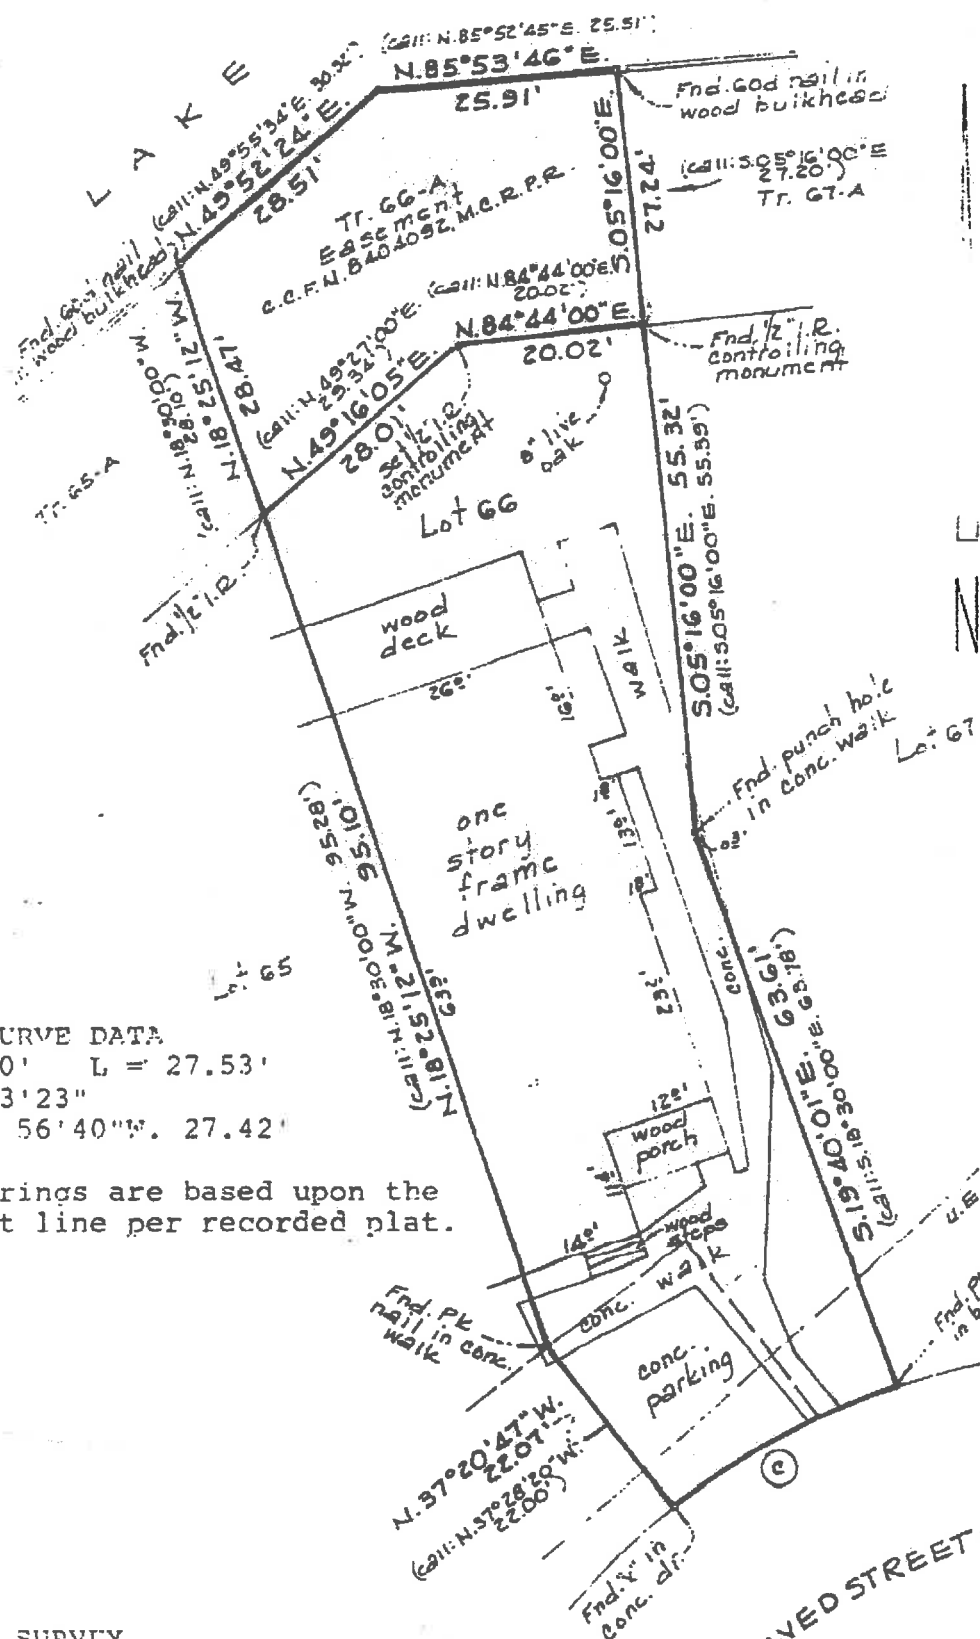 (call: N.85°52'45"E. 25.51')
N.85°53'46"E.
25.91'
LAKE
(call: N.49°55'34"E. 30.92')
N.49°52'24"E.
28.51'
Fnd. 60d nail in
wood bulkhead
S.05°16'00"E.
27.24'
(call: S.05°16'00"E
27.20')
Tr. 67-A
Tr. 66-A
Easement
C.C.F.N. 8404092, M.C.R.P.R.
Fnd. 60d nail
wood bulkhead
(call: N.84°44'00"E.
20.02')
N.84°44'00"E.
20.02'
Fnd. 1/2" I.R.
controlling
monument
N.18°25'12"W.
28.47'
(call: N.18°30'00"W.
28.10')
(call: N.49°27'00"E.
29.34')
N.49°16'05"E.
28.01'
Set 1/2" I.R.
controlling
monument
8" live
oak
Tr. 65-A
Lot 66
Fnd. 1/2" I.R.
S.05°16'00"E. 55.32'
(call: S.05°16'00"E. 55.39')
wood
deck
walk
26.0'
16.0'
Fnd. punch hole
in conc. walk
Lot 67
0.3'
one
story
frame
dwelling
13.9'
1.8'
23.2'
conc.
95.10'
N.18°25'12"W.
(call: N.18°30'00"W. 95.28')
63.9'
Lot 65
63.61'
S.19°40'01"E.
(call: S.18°30'00"E. 63.78')
URVE DATA
0' L = 27.53'
3'23"
56'40"W. 27.42'
rings are based upon the
t line per recorded plat.
12.0'
wood
porch
14.0'
wood
steps
conc. walk
U.E
Fnd. PK
nail in conc.
walk
conc.
parking
Fnd. P
in b
N.37°20'47"W.
22.07'
(call: N.37°28'20"W.
22.00')
C
Fnd. "X" in
conc. dr.
VED STREET
SURVEY